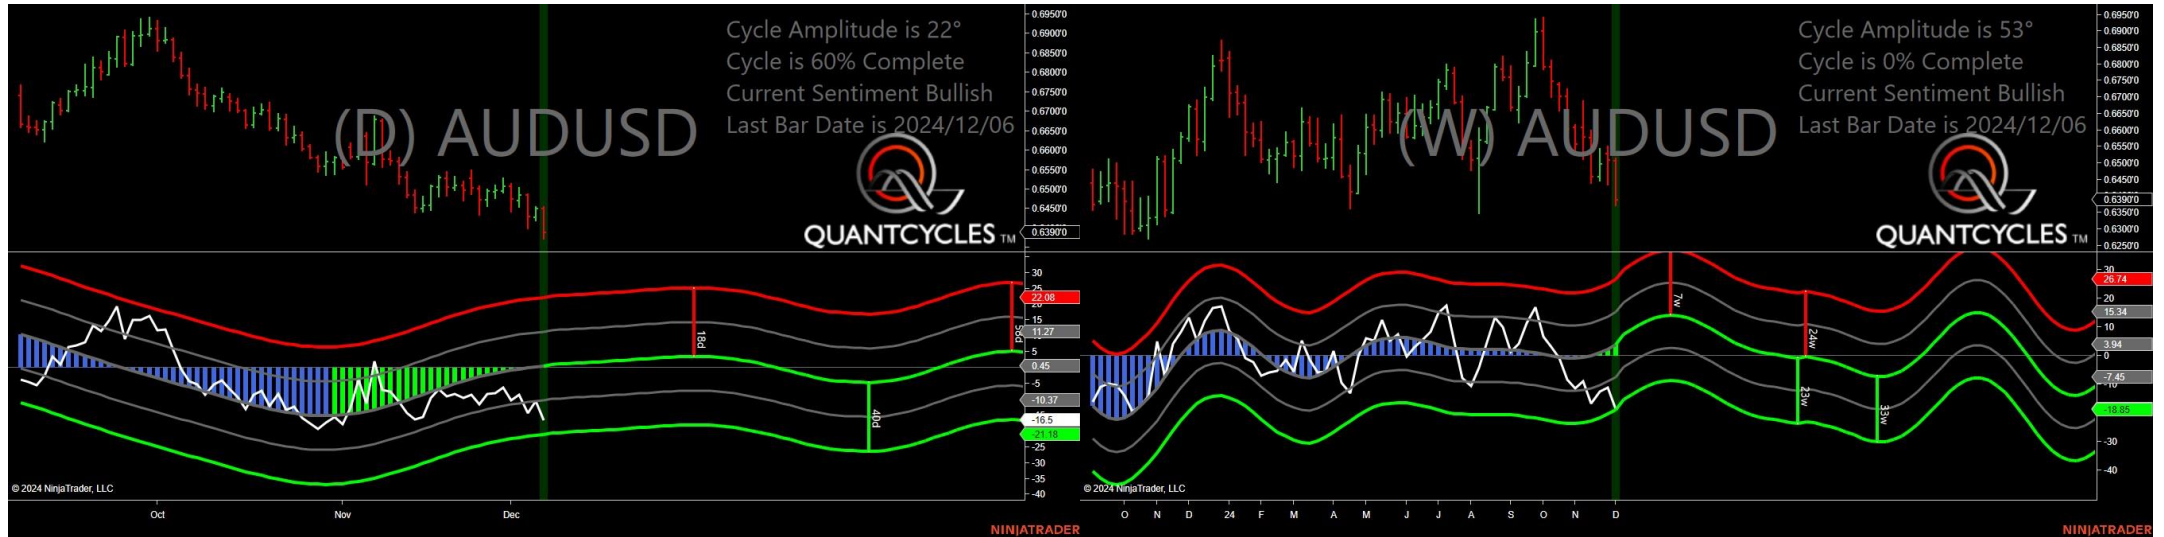 Cycle Amplitude is 22°
Cycle is 60% Complete
Current Sentiment Bullish
Last Bar Date is 2024/12/06
(D) AUDUSD
QUANTCYCLES TM
0.6950'0
0.6900'0
0.6850'0
0.6800'0
0.6750'0
0.6700'0
0.6650'0
0.6600'0
0.6550'0
0.6500'0
0.6450'0
0.6390'0
18d
40d
30
22.08
15
11.27
5
0.45
-5
-10.37
-16.5
-21.18
-25
-30
-35
-40
© 2024 NinjaTrader, LLC
Oct
Nov
Dec
NINJATRADER
Cycle Amplitude is 53°
Cycle is 0% Complete
Current Sentiment Bullish
Last Bar Date is 2024/12/06
(W) AUDUSD
QUANTCYCLES TM
0.6950'0
0.6900'0
0.6850'0
0.6800'0
0.6750'0
0.6700'0
0.6650'0
0.6600'0
0.6550'0
0.6500'0
0.6450'0
0.6390'0
0.6350'0
0.6300'0
0.6250'0
7w
24w
23w
33w
30
26.74
20
15.34
10
3.94
0
-7.45
-18.85
-30
-40
© 2024 NinjaTrader, LLC
O N D 24 F M A M J J A S O N D
NINJATRADER